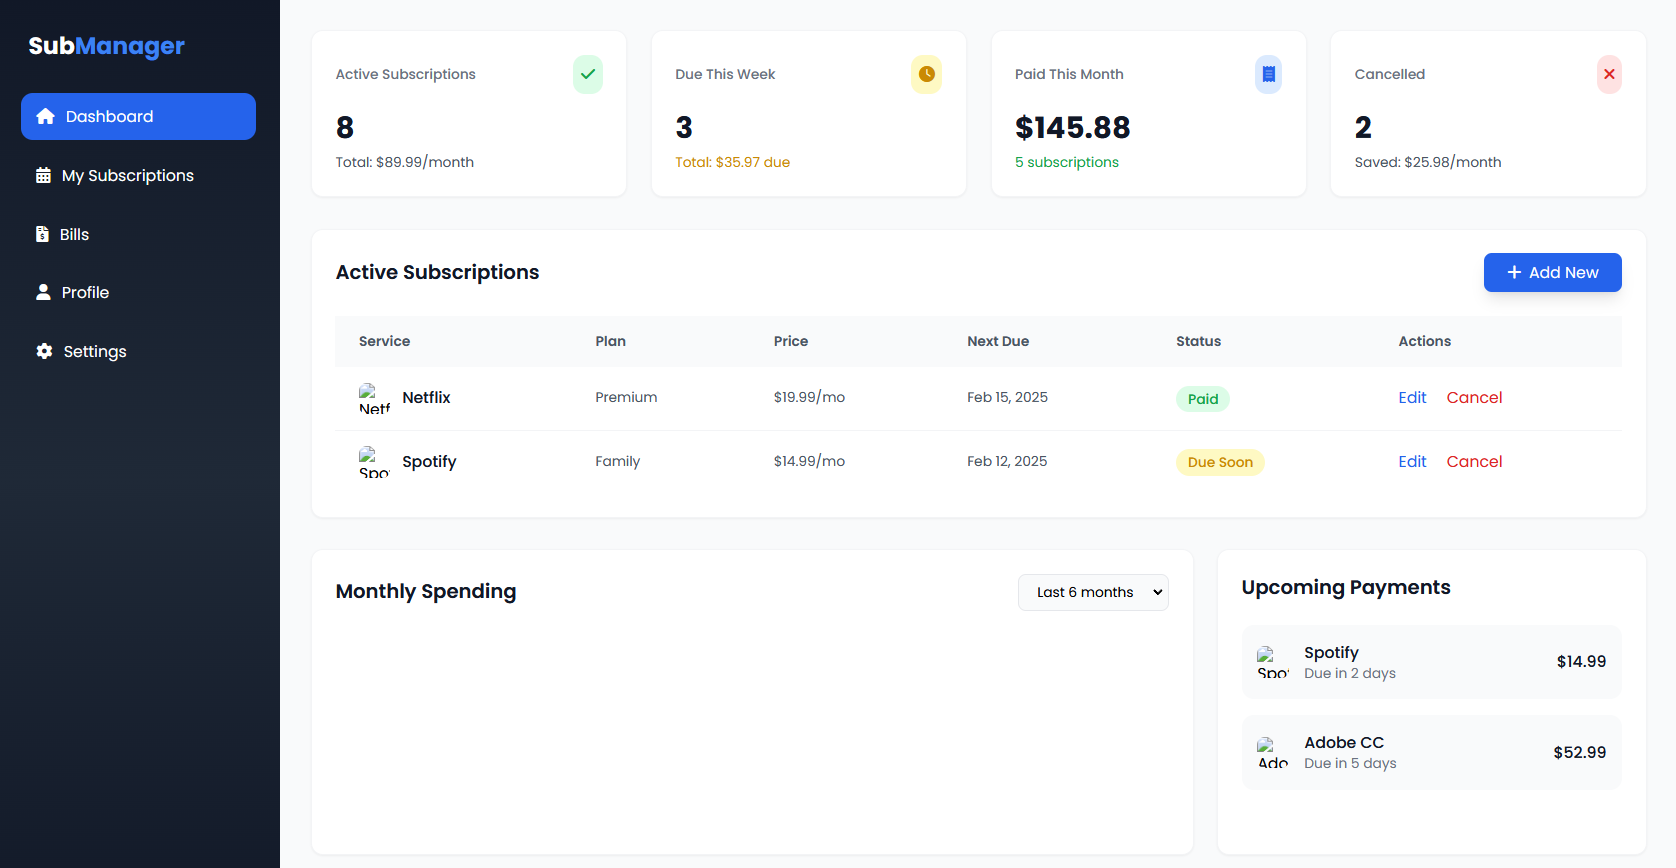 SubManager
Dashboard
My Subscriptions
Bills
Profile
Settings
Active Subscriptions
8
Total: $89.99/month
Due This Week
3
Total: $35.97 due
Paid This Month
$145.88
5 subscriptions
Cancelled
2
Saved: $25.98/month
Active Subscriptions
Add New
Service Plan Price Next Due Status Actions
Netf Netflix Premium $19.99/mo Feb 15, 2025 Paid Edit Cancel
Spo Spotify Family $14.99/mo Feb 12, 2025 Due Soon Edit Cancel
Monthly Spending
Last 6 months
Upcoming Payments
Spot Spotify
Due in 2 days
$14.99
Ado Adobe CC
Due in 5 days
$52.99